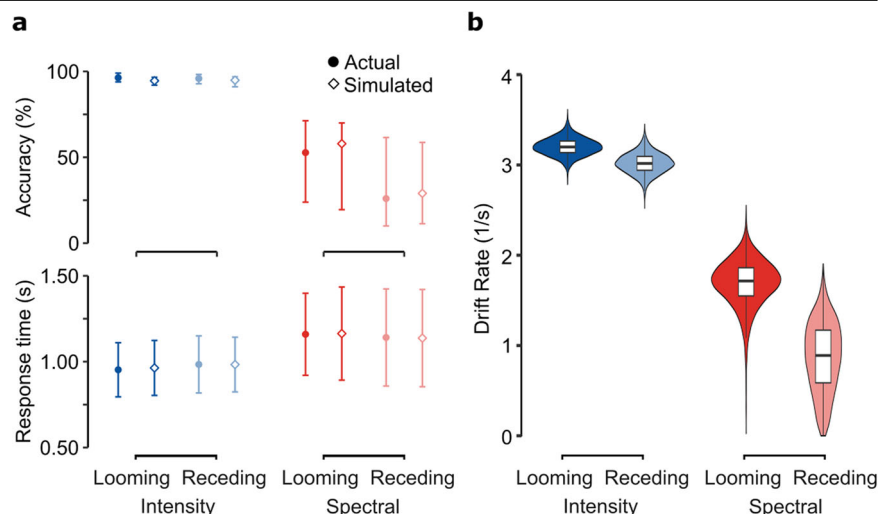 a
Actual
Simulated
Accuracy (%)
100
50
0
Response time (s)
1.50
1.00
0.50
Looming Receding Looming Receding
Intensity Spectral
b
Drift Rate (1/s)
4
3
2
1
0
Looming Receding Looming Receding
Intensity Spectral